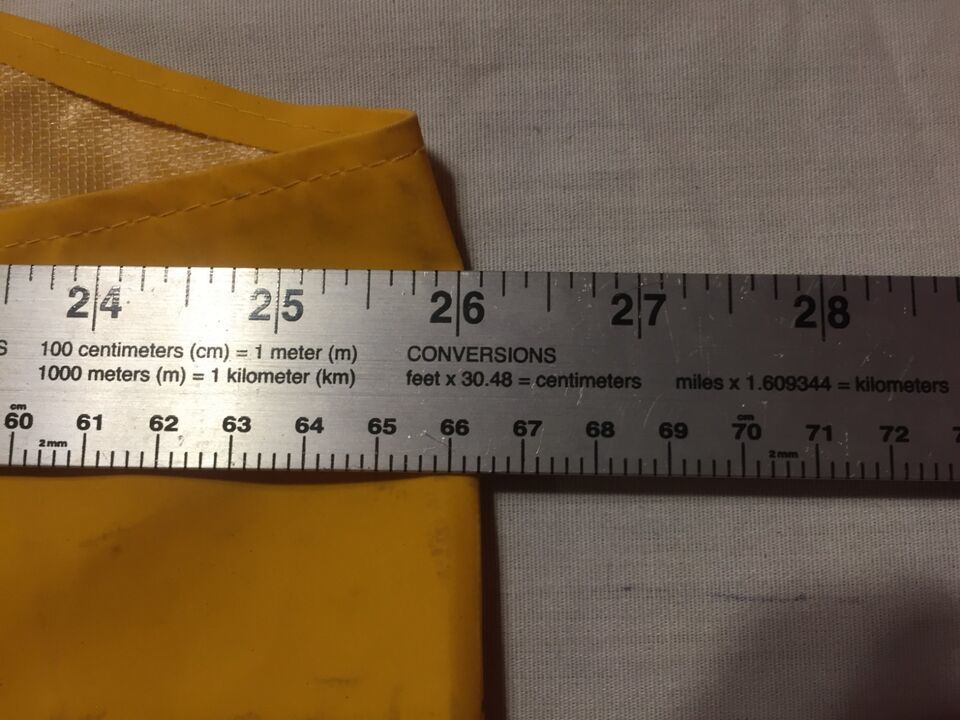 24 25 26 27 28
S 100 centimeters (cm) = 1 meter (m) CONVERSIONS
1000 meters (m) = 1 kilometer (km) feet x 30.48 = centimeters miles x 1.609344 = kilometers
cm cm
60 61 62 63 64 65 66 67 68 69 70 71 72 7
2mm 2mm